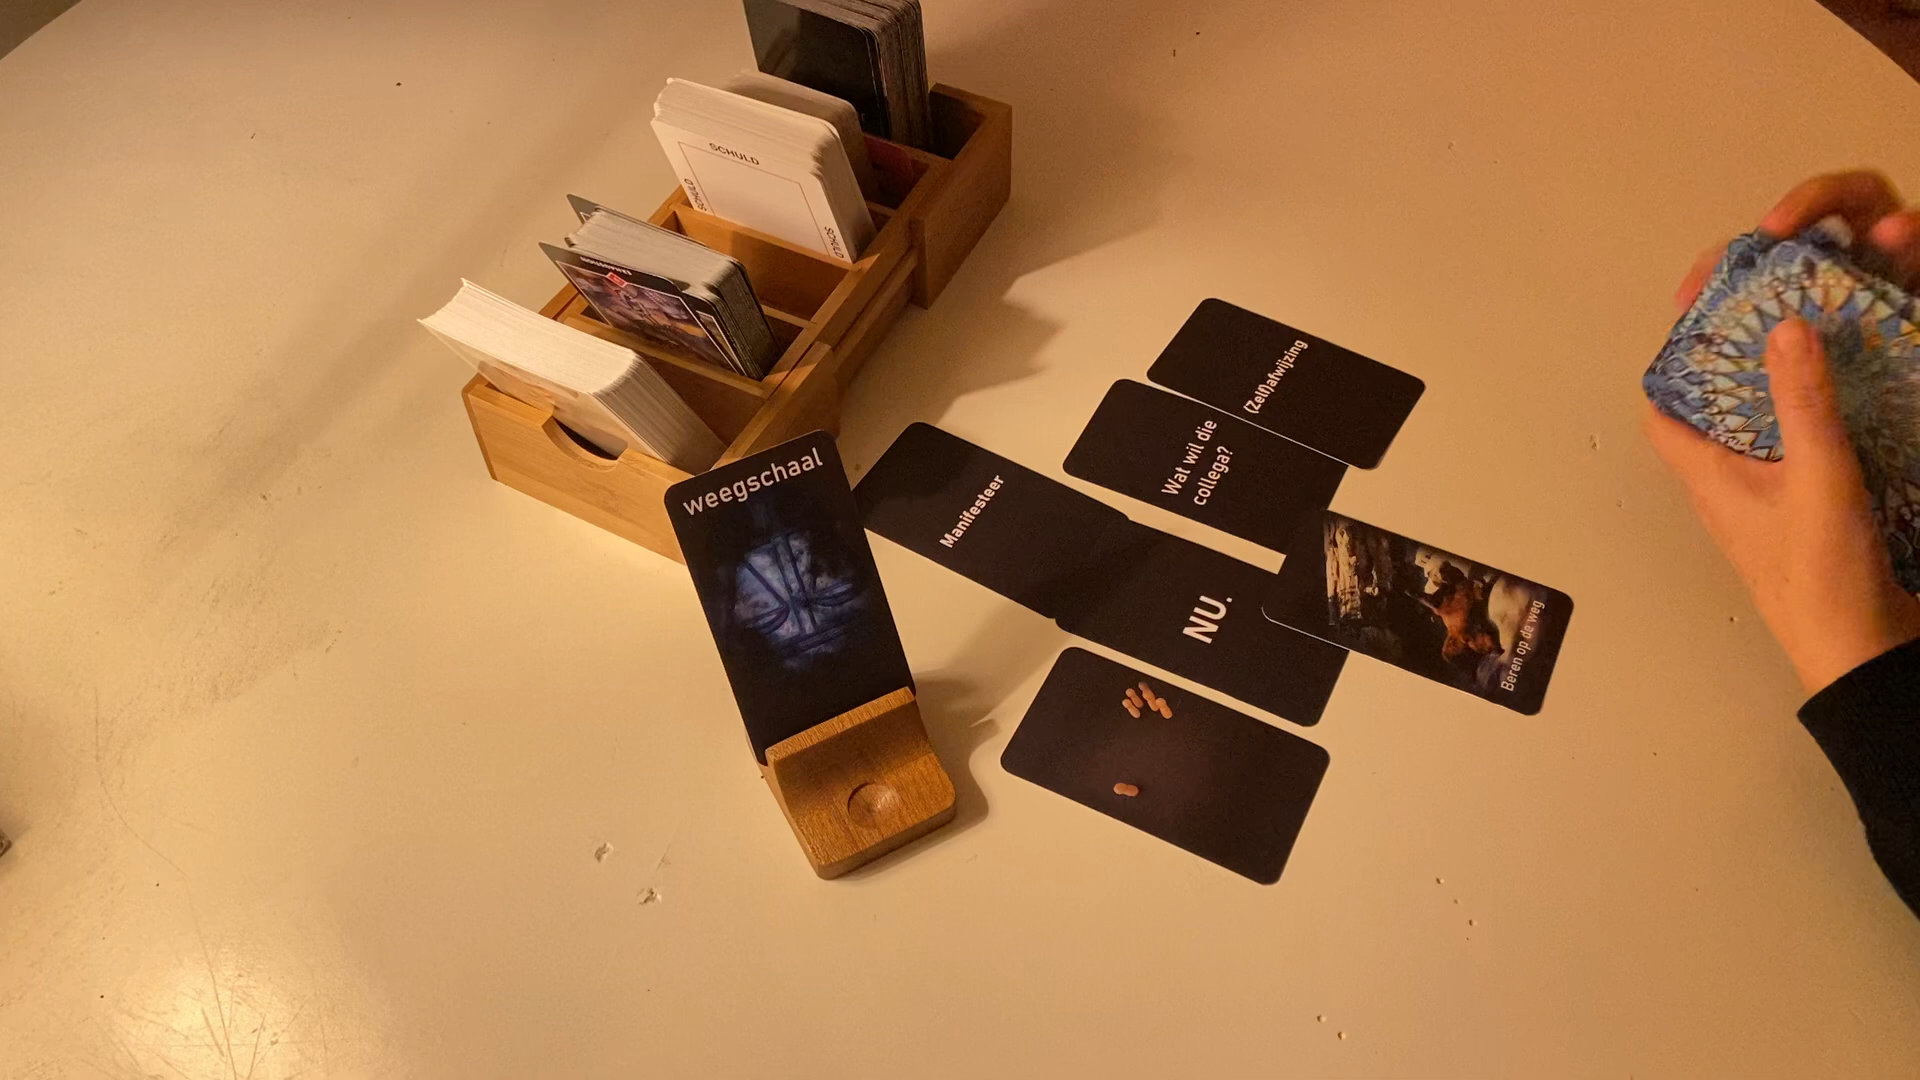 SCHULD
SCHULD
SCHULD
weegschaal
(Zelf)afwijzing
Wat wil die
collega?
Manifesteer
NU.
Beren op de weg